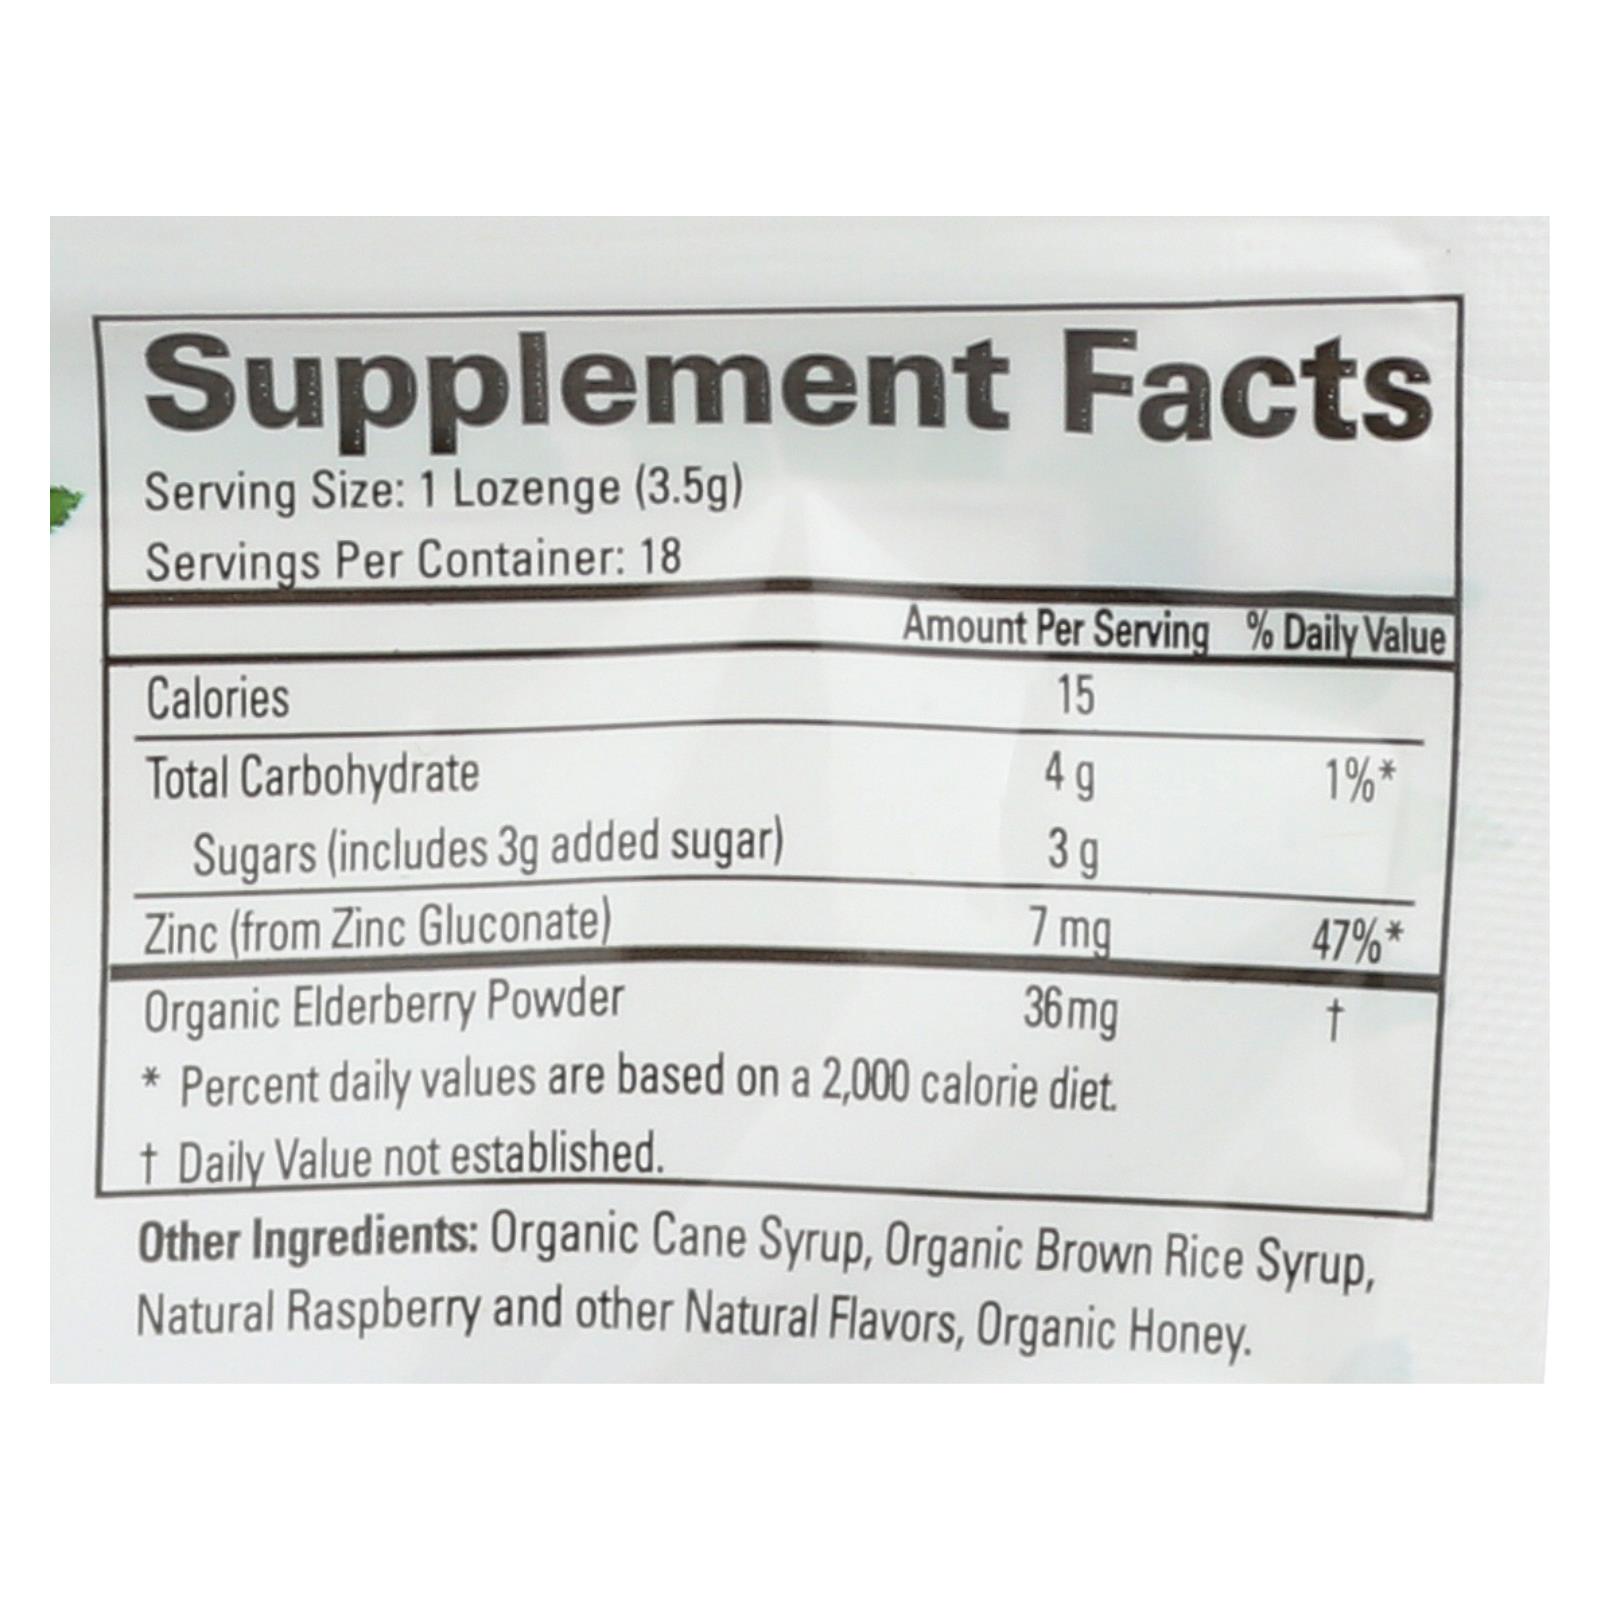 Supplement Facts
Serving Size: 1 Lozenge (3.5g)
Servings Per Container: 18
Amount Per Serving % Daily Value
Calories 15
Total Carbohydrate 4 g 1%*
Sugars (includes 3g added sugar) 3 g
Zinc (from Zinc Gluconate) 7 mg 47%*
Organic Elderberry Powder 36mg †
* Percent daily values are based on a 2,000 calorie diet.
† Daily Value not established.
Other Ingredients: Organic Cane Syrup, Organic Brown Rice Syrup,
Natural Raspberry and other Natural Flavors, Organic Honey.